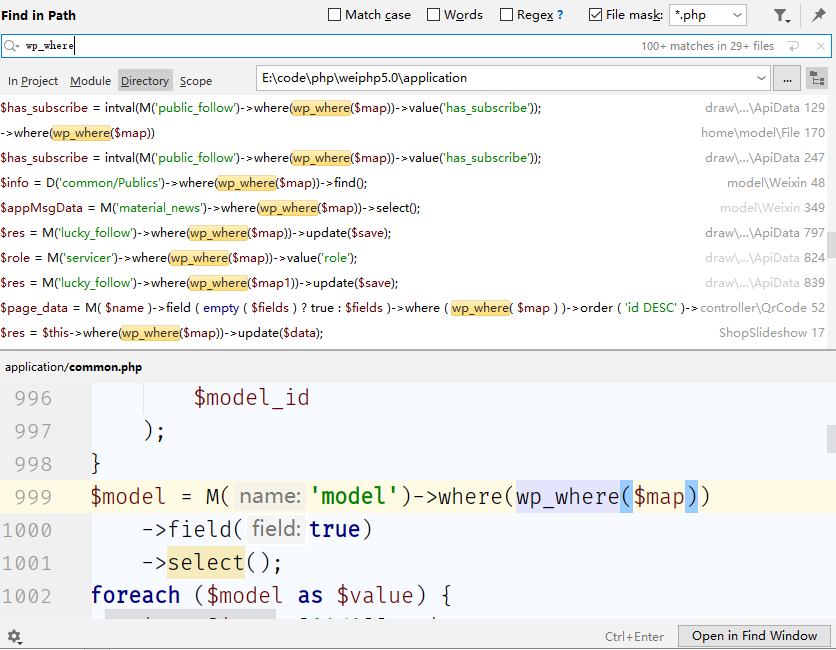 Find in Path
Match case
Words
Regex ?
File mask:
*.php
wp_where
100+ matches in 29+ files
In Project Module Directory Scope
E:\code\php\weiphp5.0\application
...
$has_subscribe = intval(M('public_follow')->where(wp_where($map))->value('has_subscribe')); draw\...\ApiData 129
->where(wp_where($map)) home\model\File 170
$has_subscribe = intval(M('public_follow')->where(wp_where($map))->value('has_subscribe')); draw\...\ApiData 247
$info = D('common/Publics')->where(wp_where($map))->find(); model\Weixin 48
$appMsgData = M('material_news')->where(wp_where($map))->select(); model\Weixin 349
$res = M('lucky_follow')->where(wp_where($map))->update($save); draw\...\ApiData 797
$role = M('servicer')->where(wp_where($map))->value('role'); draw\...\ApiData 824
$res = M('lucky_follow')->where(wp_where($map1))->update($save); draw\...\ApiData 839
$page_data = M( $name )->field ( empty ( $fields ) ? true : $fields )->where ( wp_where( $map ) )->order ( 'id DESC' )-> controller\QrCode 52
$res = $this->where(wp_where($map))->update($data); ShopSlideshow 17
application/common.php
996 $model_id
997 );
998 }
999 $model = M( name: 'model')->where(wp_where($map))
1000 ->field( field: true)
1001 ->select();
1002 foreach ($model as $value) {
Ctrl+Enter
Open in Find Window